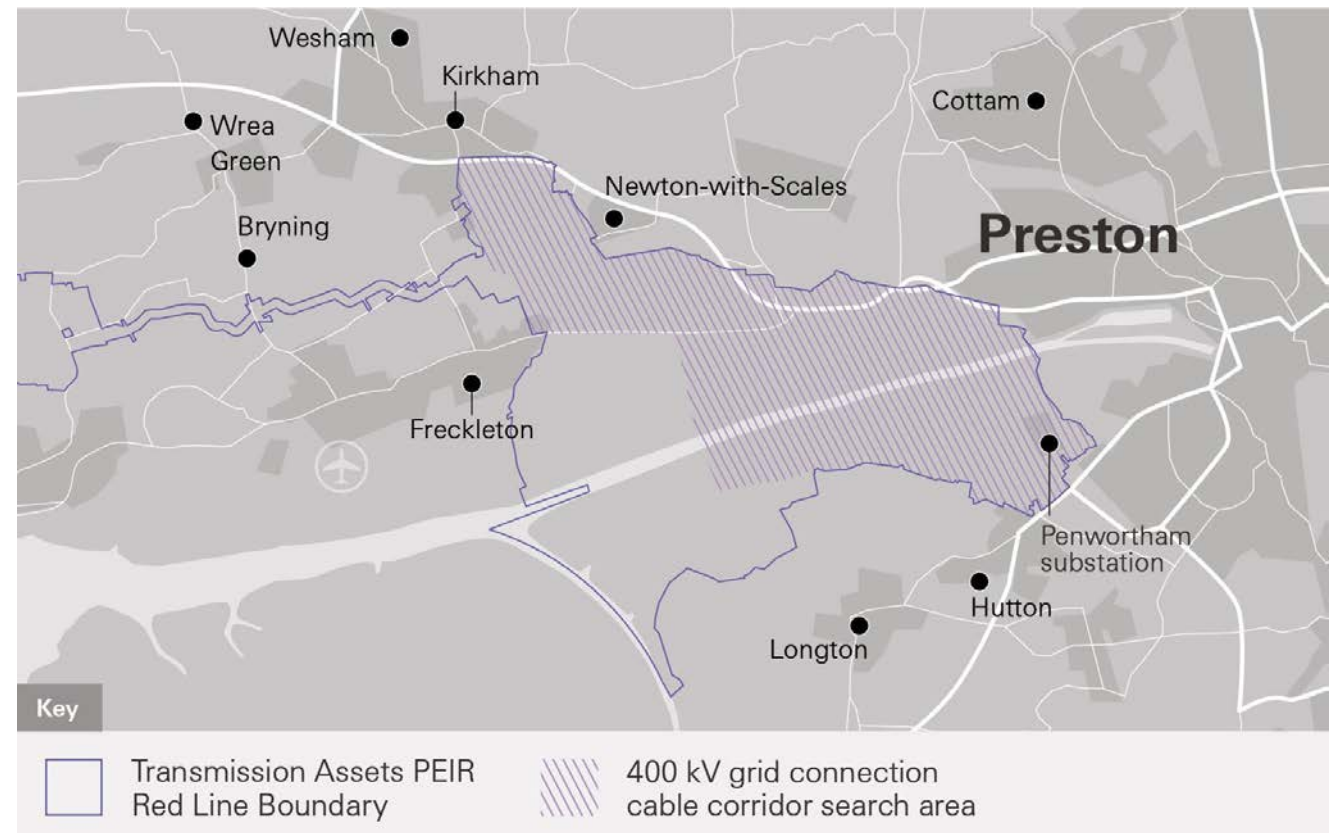 Wesham
Kirkham
Cottam
Wrea
Green
Newton-with-Scales
Bryning
Preston
Freckleton
Penwortham
substation
Hutton
Longton
Key
Transmission Assets PEIR
Red Line Boundary
400 kV grid connection
cable corridor search area